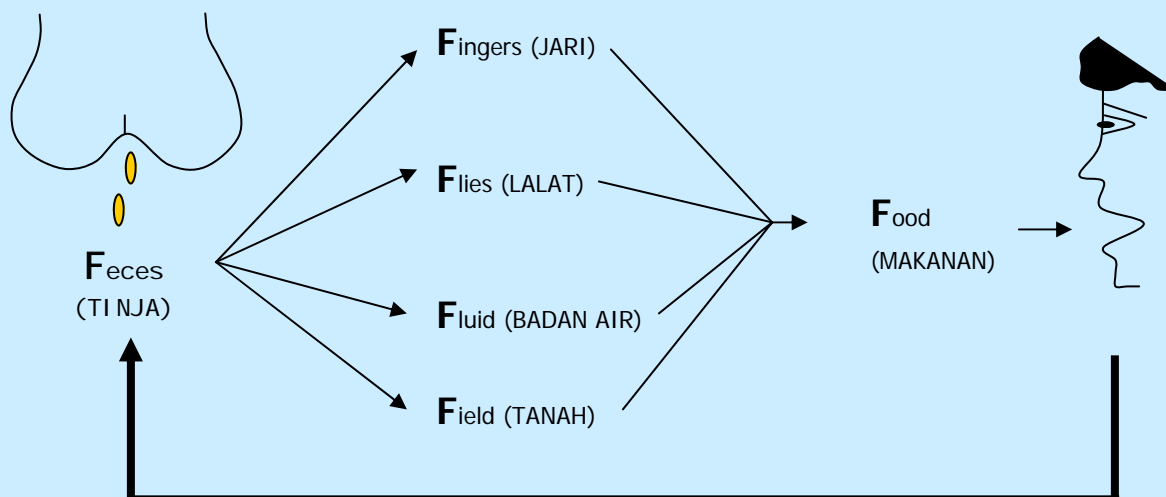 Feces
(TINJA)
Fingers (JARI)
Flies (LALAT)
Fluid (BADAN AIR)
Field (TANAH)
Food
(MAKANAN)